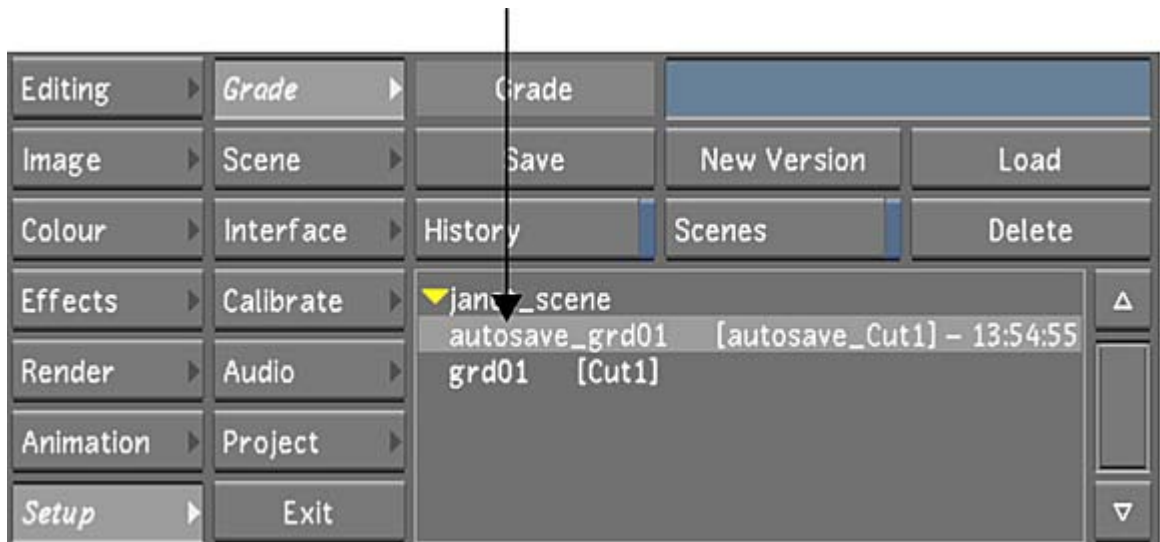 Editing Grade Grade
Image Scene Save New Version Load
Colour Interface History Scenes Delete
Effects Calibrate
Render Audio
Animation Project
Setup Exit
autosave_grd01 [autosave_Cut1] – 13:54:55
grd01 [Cut1]